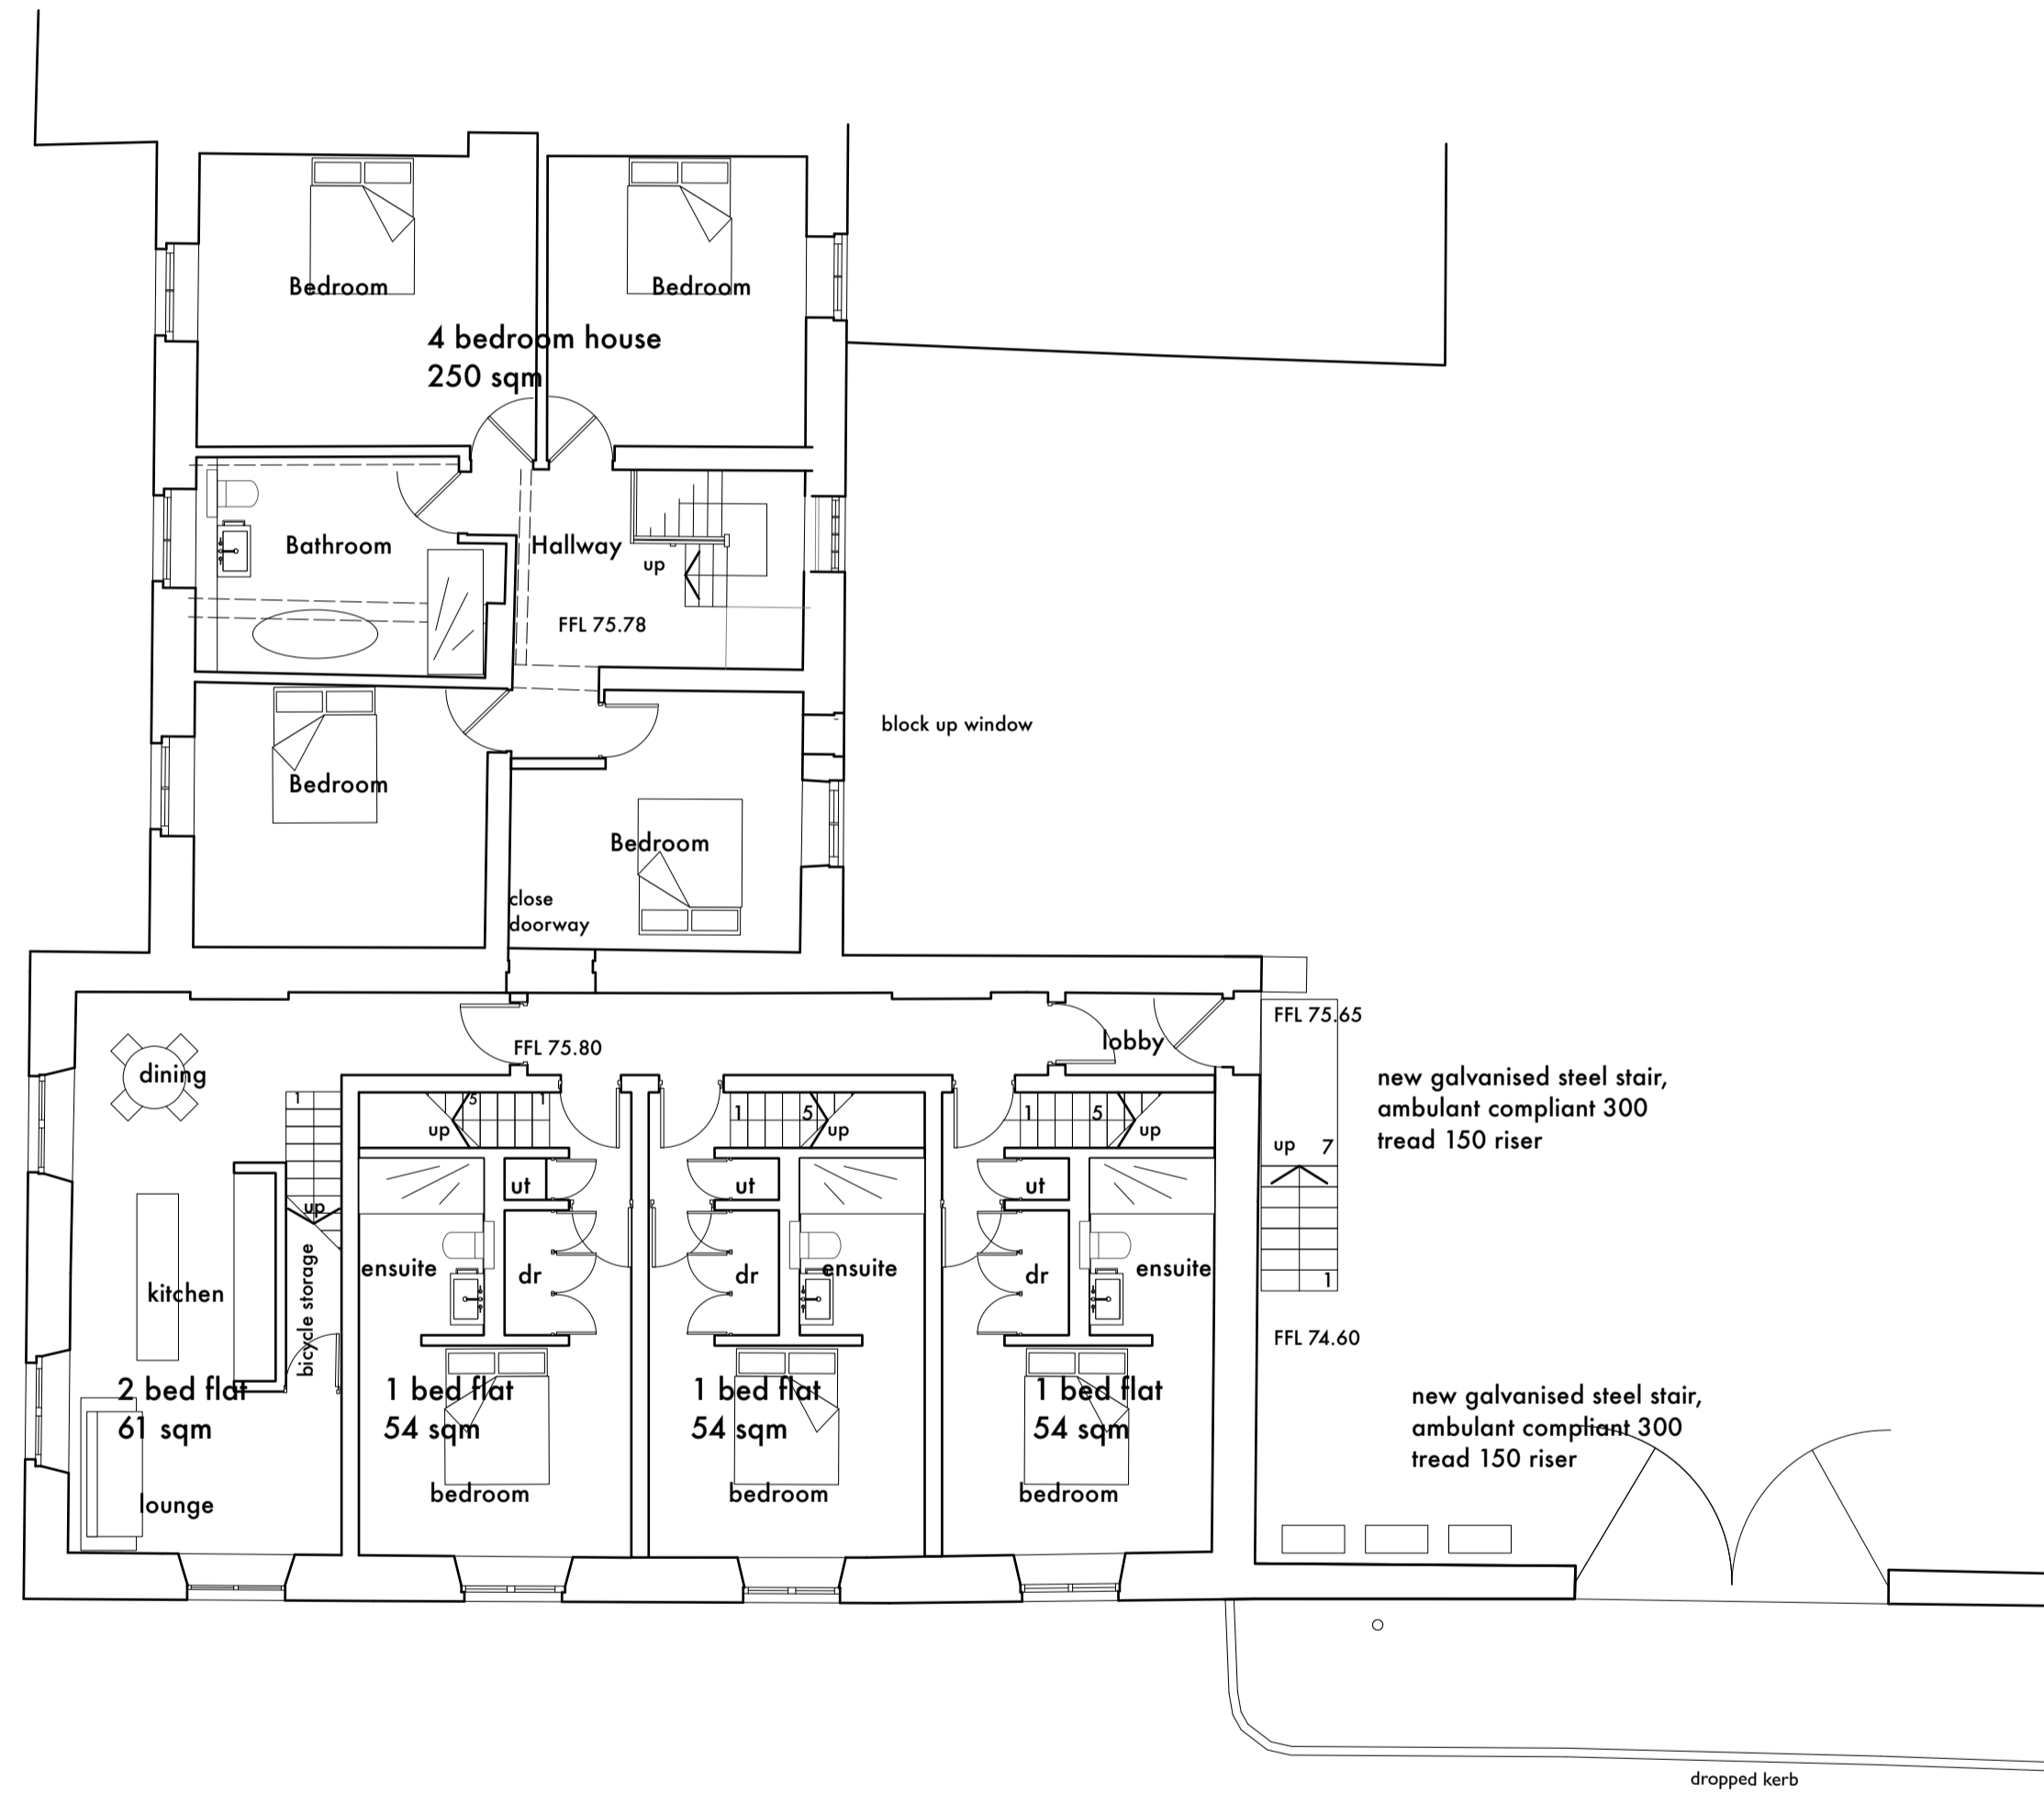 Bedroom
Bedroom
4 bedroom house
250 sqm
Bathroom
Hallway
up
FFL 75.78
block up window
Bedroom
Bedroom
close
doorway
FFL 75.80
lobby
FFL 75.65
dining
new galvanised steel stair,
ambulant compliant 300
tread 150 riser
1
5
1
up
1
5
up
1
5
up
up
7
ut
ut
ut
up
ensuite
dr
dr
ensuite
dr
ensuite
1
kitchen
bicycle storage
FFL 74.60
2 bed flat
61 sqm
1 bed flat
54 sqm
1 bed flat
54 sqm
1 bed flat
54 sqm
new galvanised steel stair,
ambulant compliant 300
tread 150 riser
lounge
bedroom
bedroom
bedroom
dropped kerb